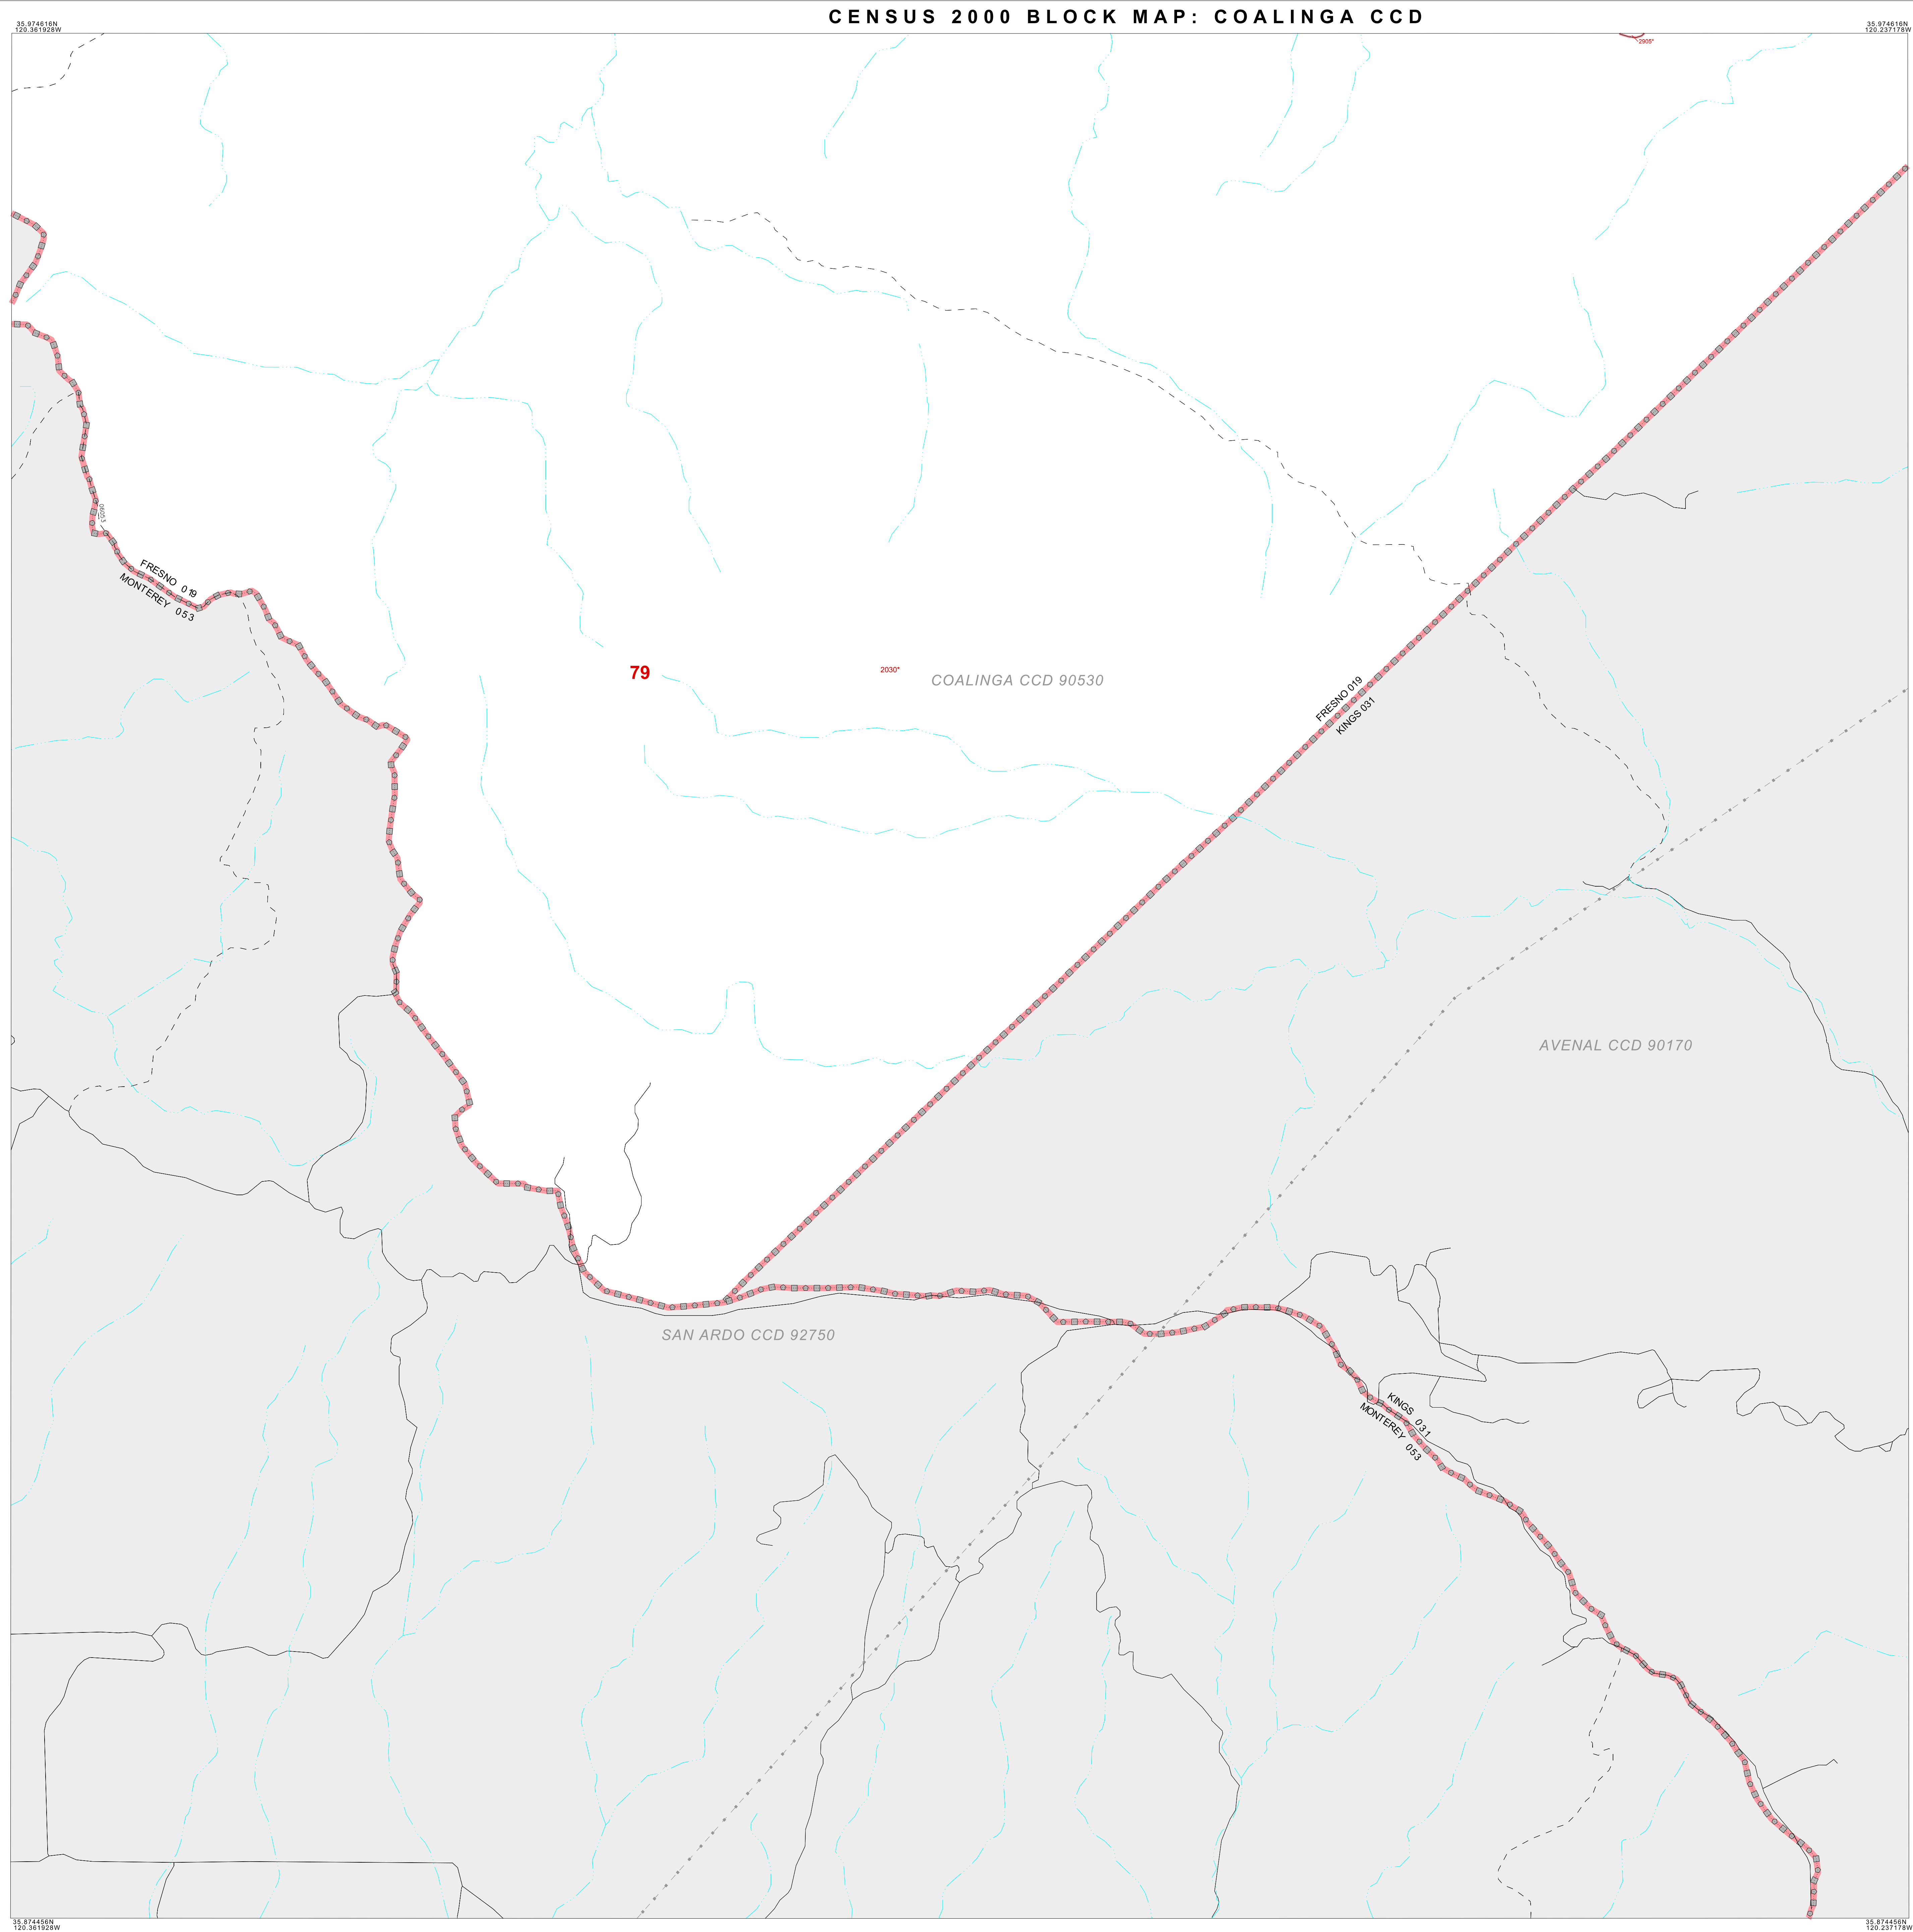 CENSUS 2000 BLOCK MAP: COALINGA CCD
35.974616N
120.361928W
35.974616N
120.237178W
2905*
06053
FRESNO 019
MONTEREY 053
79
2030*
COALINGA CCD 90530
FRESNO 019
KINGS 031
AVENAL CCD 90170
SAN ARDO CCD 92750
KINGS 031
MONTEREY 053
35.874456N
120.361928W
35.874456N
120.237178W